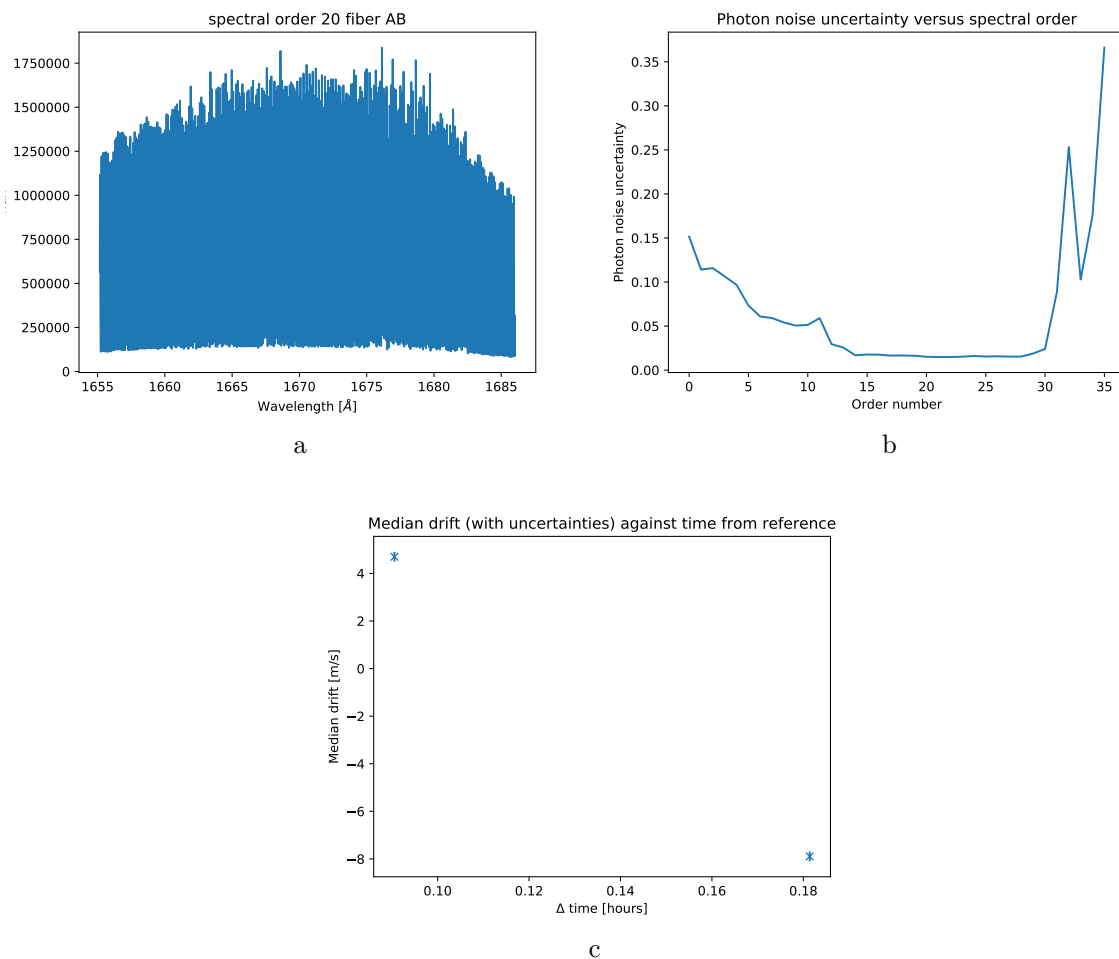 spectral order 20 fiber AB
1750000
1500000
1250000
1000000
750000
500000
250000
0
1655 1660 1665 1670 1675 1680 1685
Wavelength [Å]
a
Photon noise uncertainty versus spectral order
Photon noise uncertainty
0.35
0.30
0.25
0.20
0.15
0.10
0.05
0.00
0 5 10 15 20 25 30 35
Order number
b
Median drift (with uncertainties) against time from reference
Median drift [m/s]
4
2
0
−2
−4
−6
−8
0.10 0.12 0.14 0.16 0.18
Δ time [hours]
c